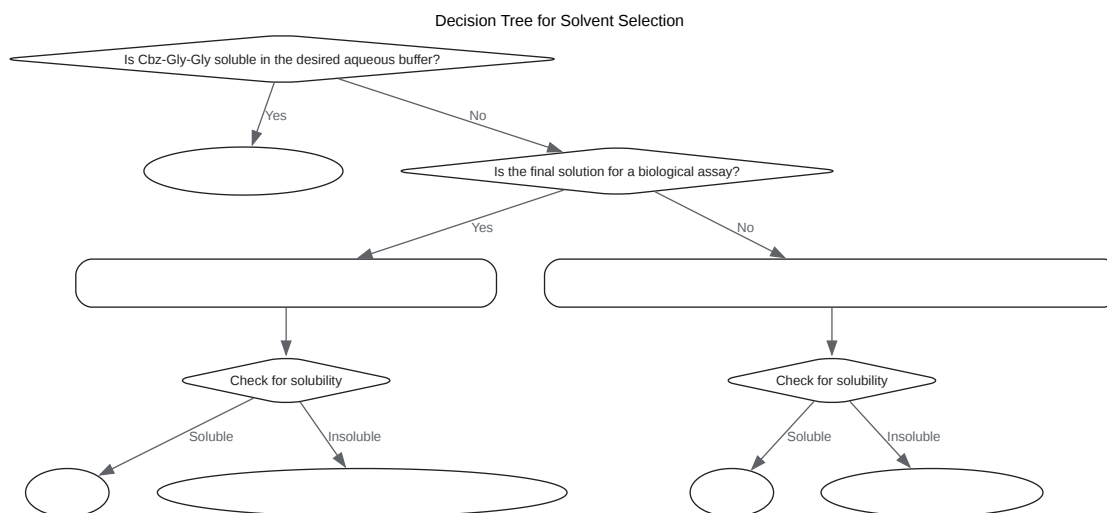 Decision Tree for Solvent Selection
Is Cbz-Gly-Gly soluble in the desired aqueous buffer?
Yes
No
Is the final solution for a biological assay?
Yes
No
Check for solubility
Check for solubility
Soluble
Insoluble
Soluble
Insoluble